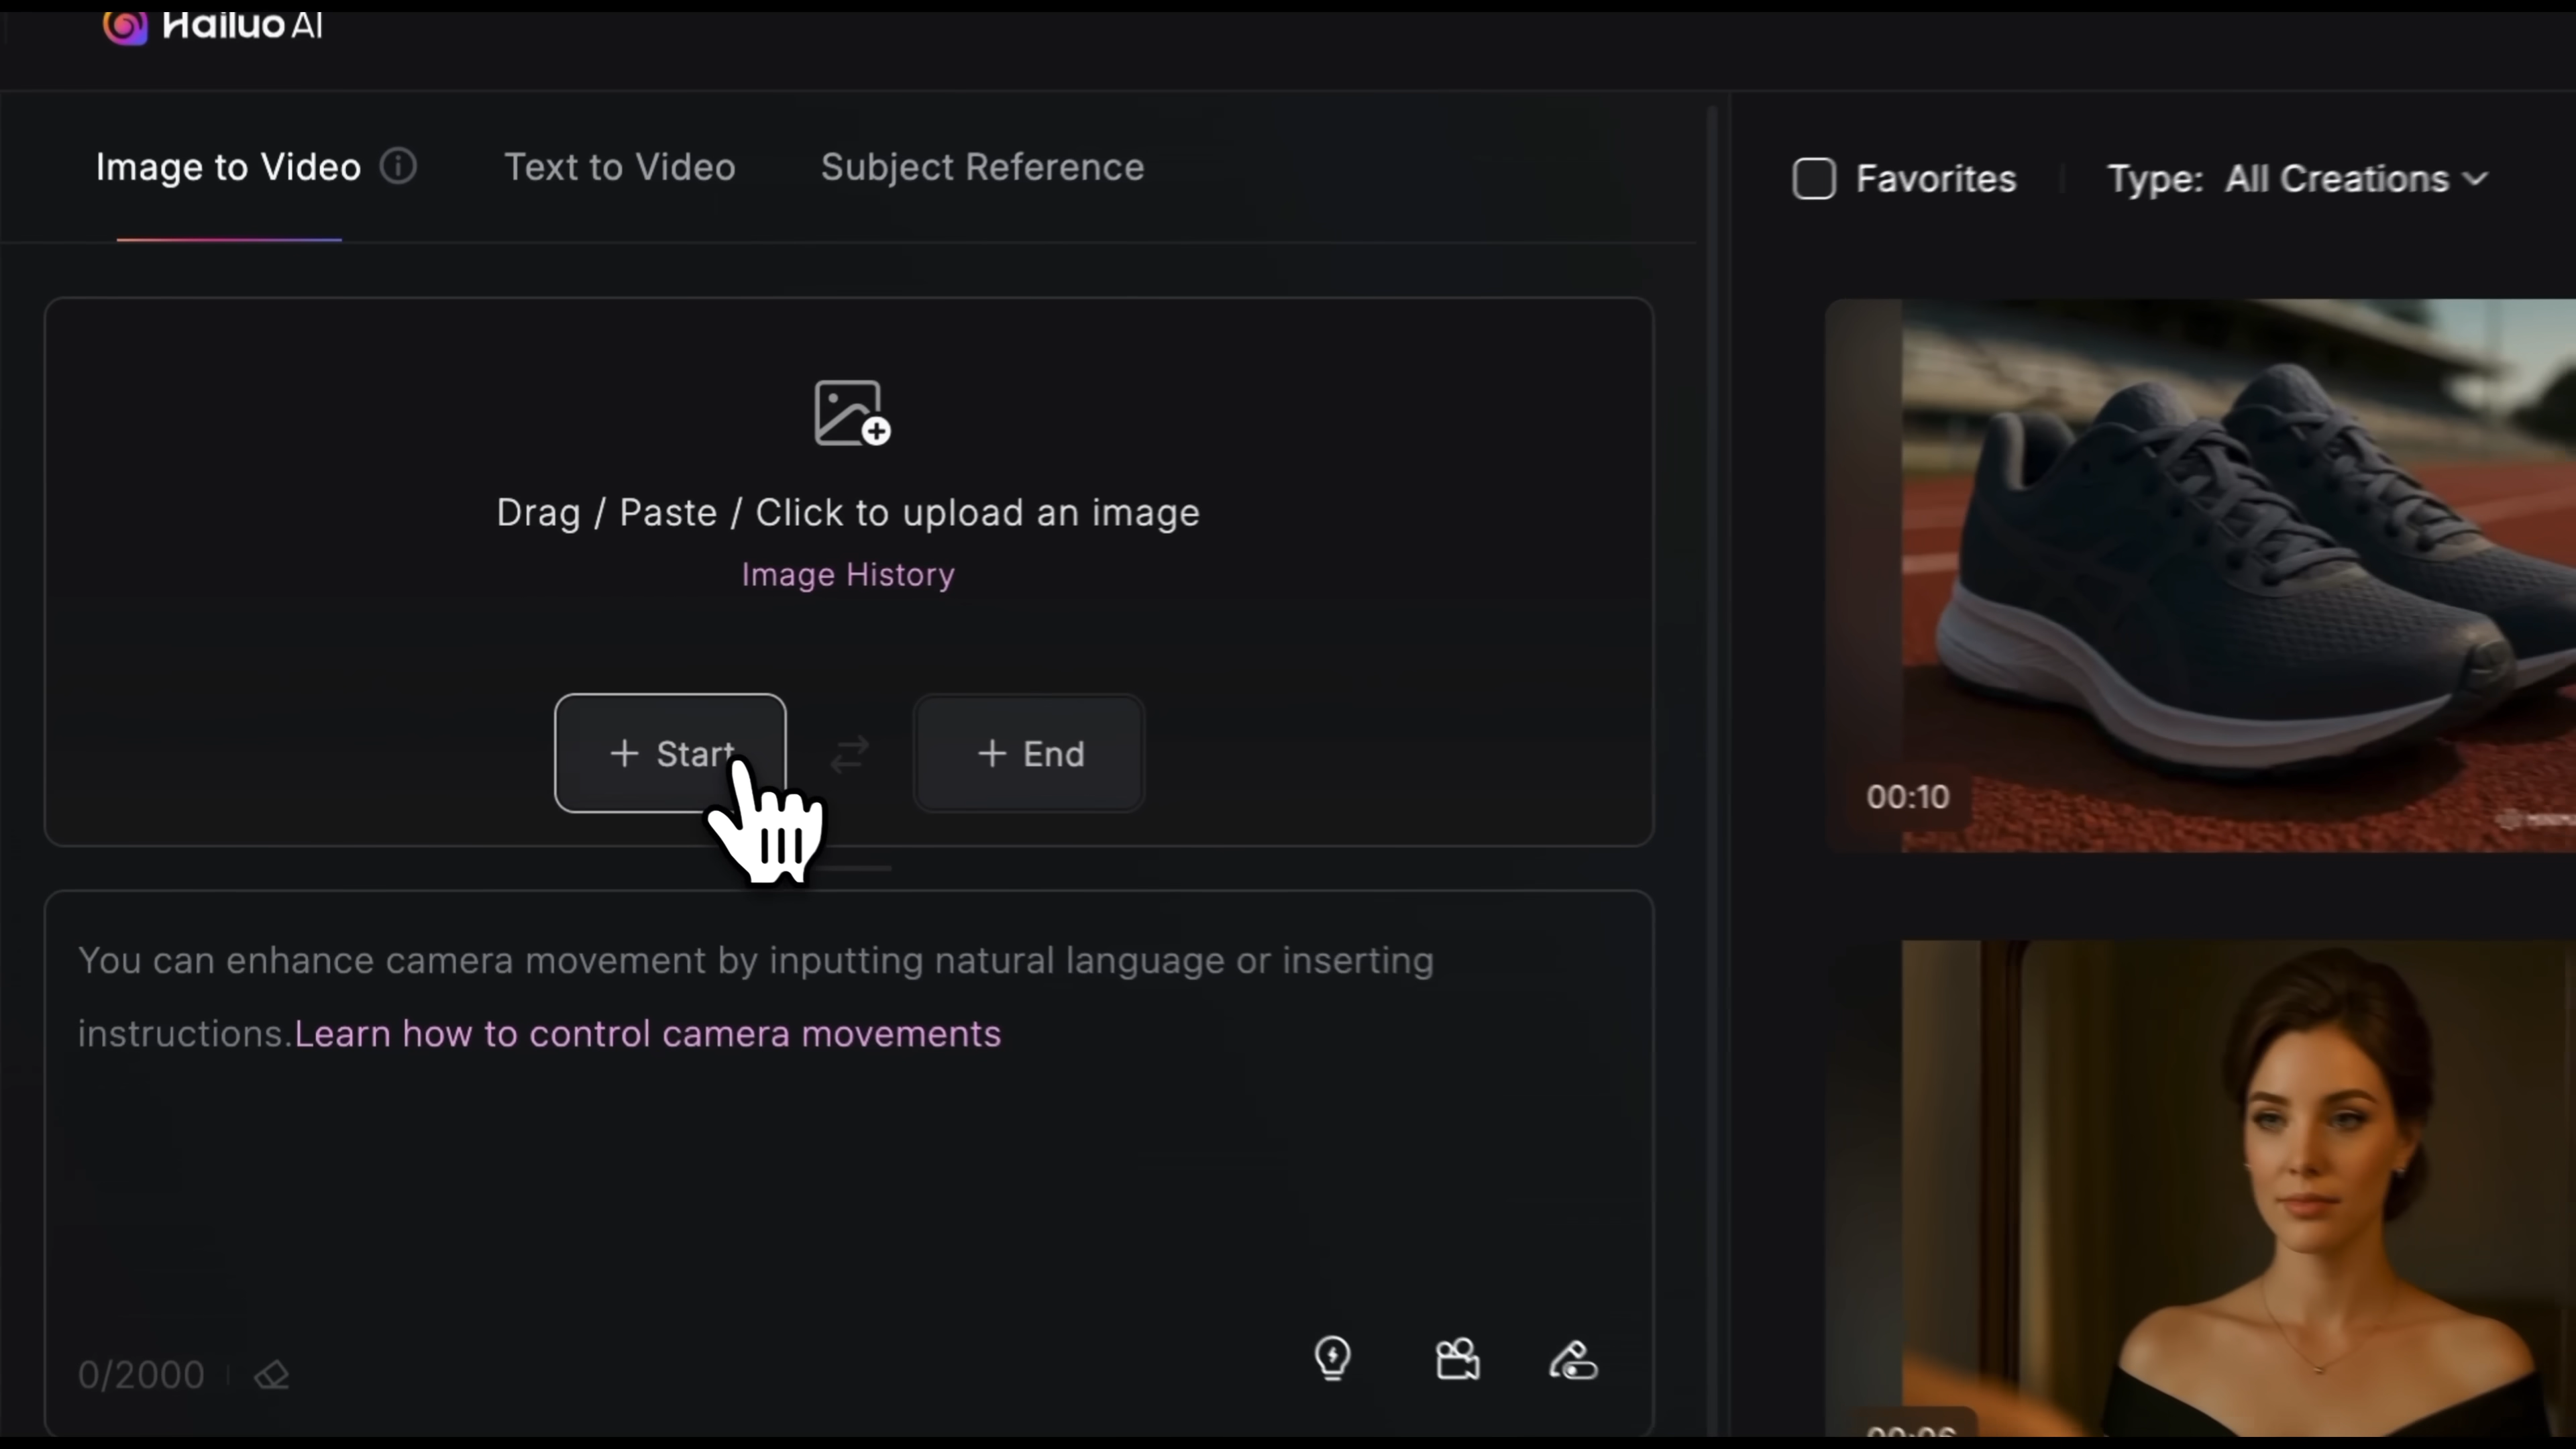 Hailuo AI
Image to Video
Text to Video
Subject Reference
Favorites
Type: All Creations
Drag / Paste / Click to upload an image
Image History
+ Start
+ End
00:10
You can enhance camera movement by inputting natural language or inserting
instructions.Learn how to control camera movements
0/2000
00:06